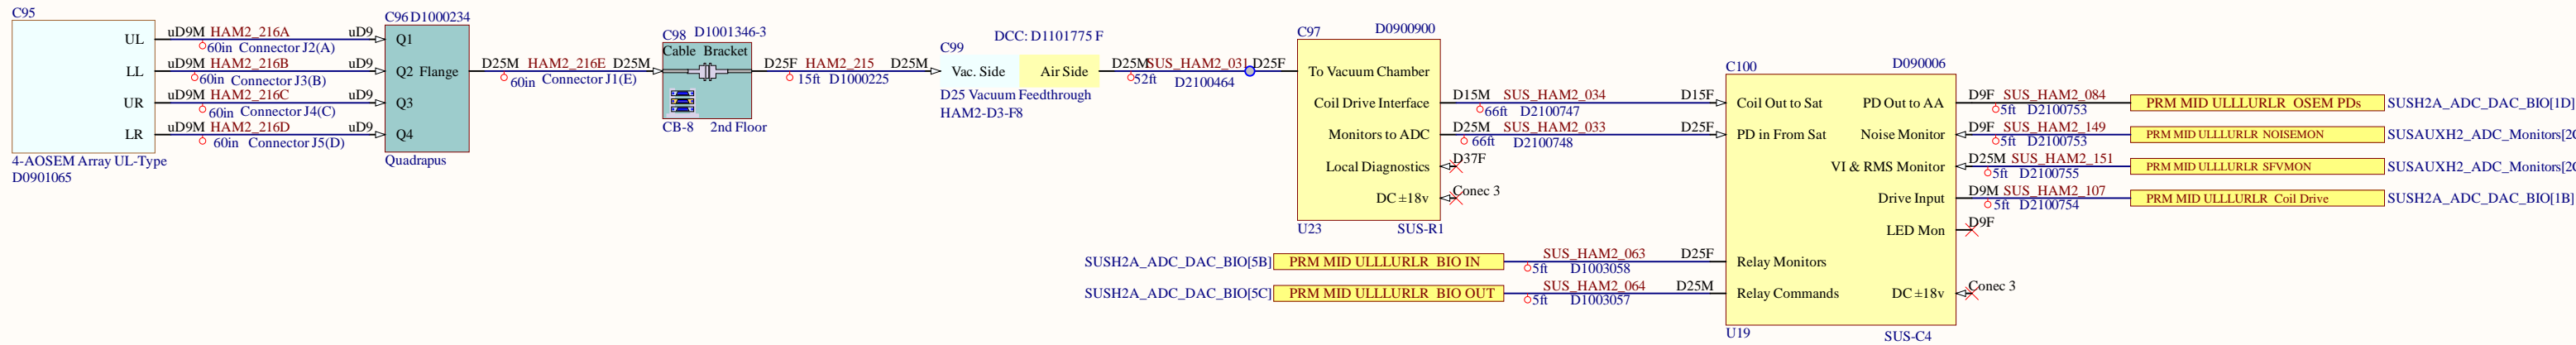 C95
UL
LL
UR
LR
4-AOSEM Array UL-Type
D0901065
uD9M HAM2_216A uD9
60in Connector J2(A)
uD9M HAM2_216B uD9
60in Connector J3(B)
uD9M HAM2_216C uD9
60in Connector J4(C)
uD9M HAM2_216D uD9
60in Connector J5(D)
C96 D1000234
Q1
Q2 Flange
Q3
Q4
Quadrapus
D25M HAM2_216E D25M
60in Connector J1(E)
C98 D1001346-3
Cable Bracket
CB-8 2nd Floor
D25F HAM2_215 D25M
15ft D1000225
DCC: D1101775 F
C99
Vac. Side Air Side
D25 Vacuum Feedthrough
HAM2-D3-F8
D25M SUS_HAM2_031 D25F
52ft D2100464
C97 D0900900
To Vacuum Chamber
Coil Drive Interface
Monitors to ADC
Local Diagnostics
DC ±18v
U23 SUS-R1
D15M SUS_HAM2_034 D15F
66ft D2100747
D25M SUS_HAM2_033 D25F
66ft D2100748
D37F
Conec 3
SUSH2A_ADC_DAC_BIO[5B] PRM MID ULLLURLR BIO IN SUS_HAM2_063 D25F
5ft D1003058
SUSH2A_ADC_DAC_BIO[5C] PRM MID ULLLURLR BIO OUT SUS_HAM2_064 D25M
5ft D1003057
C100 D090006
Coil Out to Sat PD Out to AA
PD in From Sat Noise Monitor
VI & RMS Monitor
Drive Input
LED Mon
Relay Monitors
Relay Commands DC ±18v
U19 SUS-C4
D9F SUS_HAM2_084 PRM MID ULLLURLR OSEM PDs SUSH2A_ADC_DAC_BIO[1D]
5ft D2100753
D9F SUS_HAM2_149 PRM MID ULLLURLR NOISEMON SUSAUXH2_ADC_Monitors[2
5ft D2100753
D25M SUS_HAM2_151 PRM MID ULLLURLR SFVMON SUSAUXH2_ADC_Monitors[2
5ft D2100755
D9M SUS_HAM2_107 PRM MID ULLLURLR Coil Drive SUSH2A_ADC_DAC_BIO[1B]
5ft D2100754
D9F
Conec 3